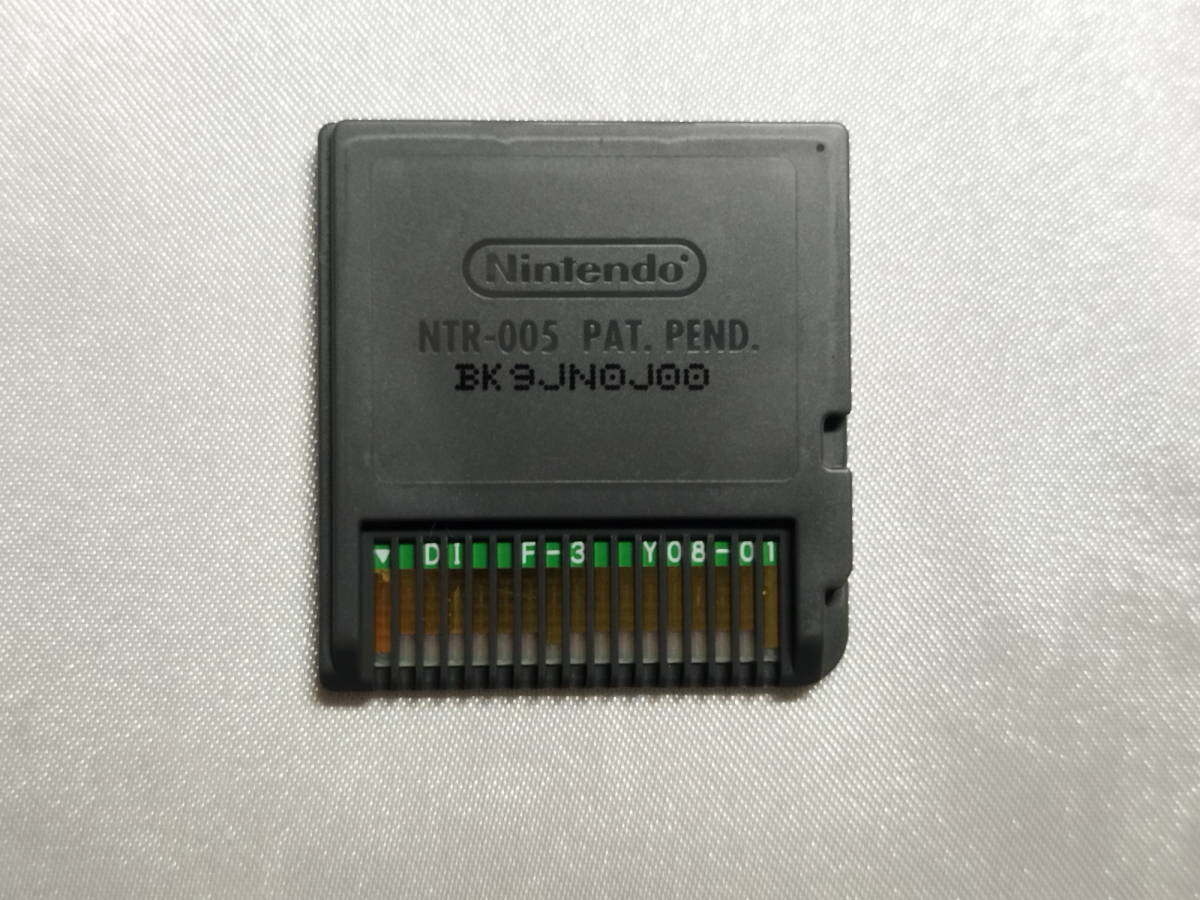 Nintendo
NTR-005 PAT. PEND.
BK9JN0J00
▼ DI F-3 Y08-01